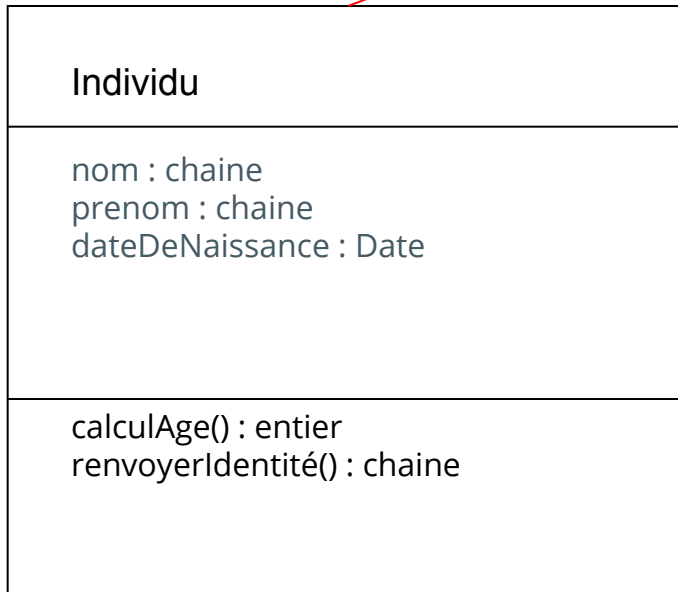 Individu
nom : chaine
prenom : chaine
dateDeNaissance : Date
calculAge() : entier
renvoyerIdentité() : chaine